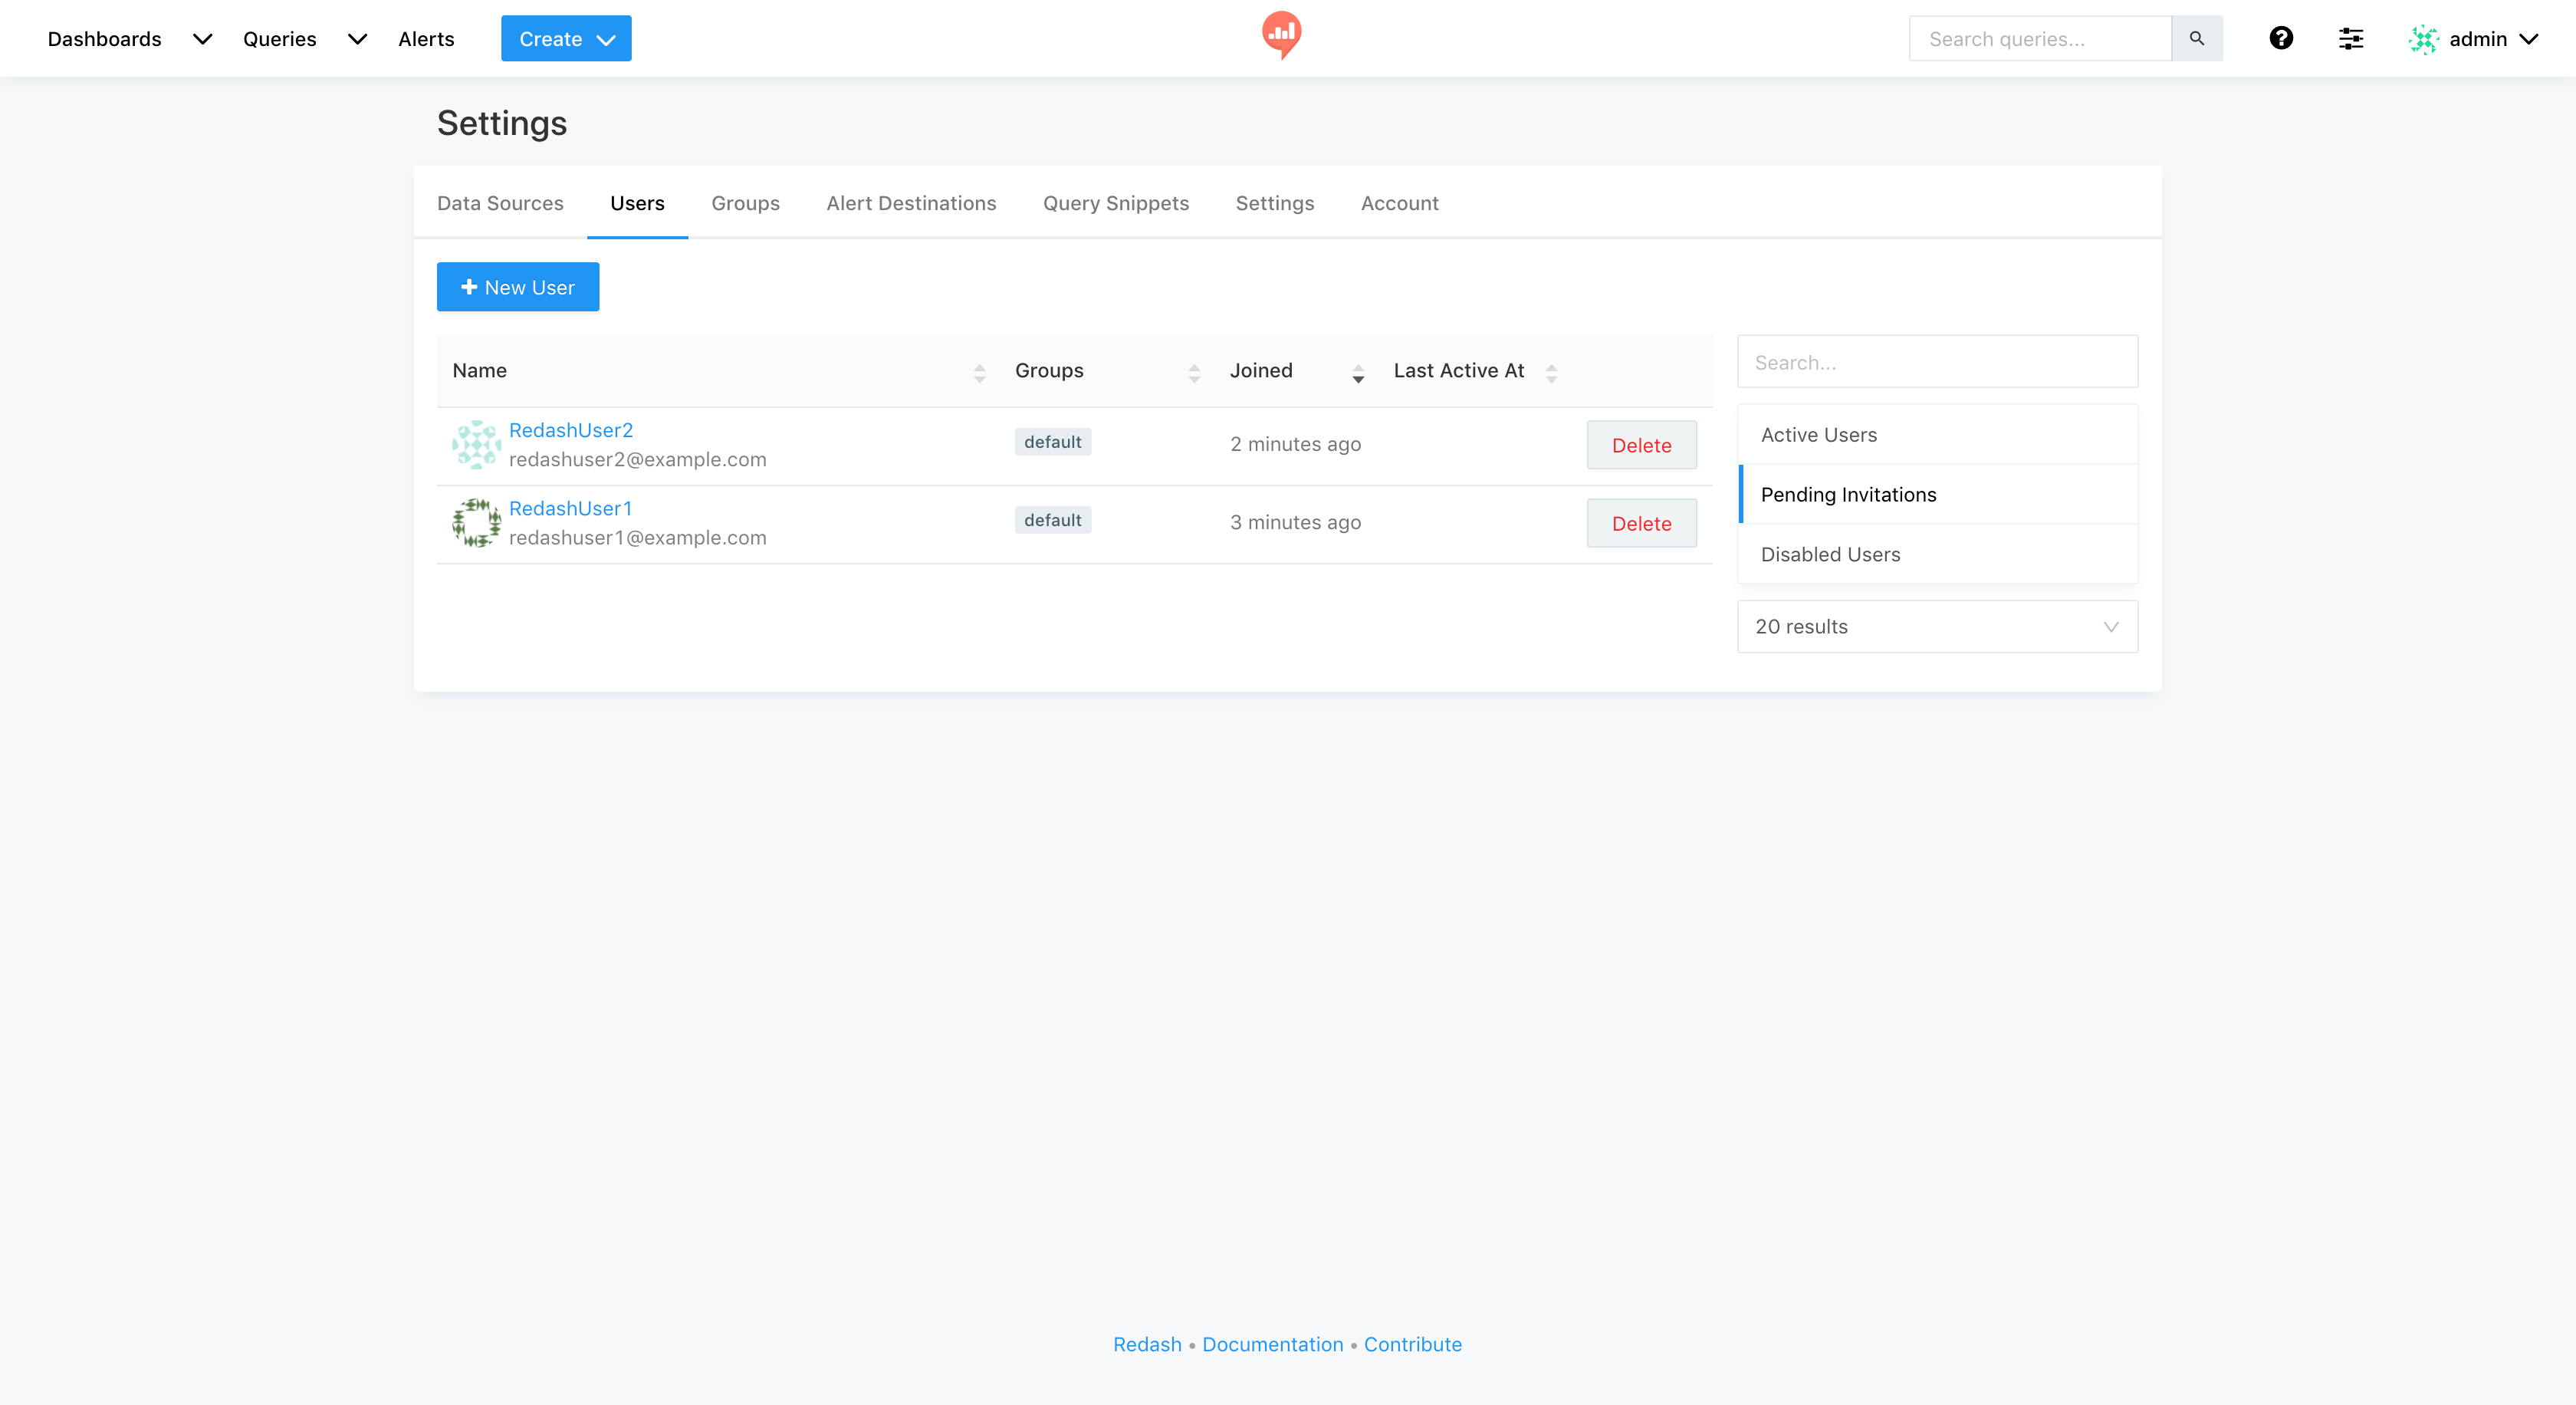 Dashboards Queries Alerts Create Search queries... admin
Settings
Data Sources Users Groups Alert Destinations Query Snippets Settings Account
New User
Name Groups Joined Last Active At
RedashUser2
redashuser2@example.com
default
2 minutes ago
Delete
RedashUser1
redashuser1@example.com
default
3 minutes ago
Delete
Search...
Active Users
Pending Invitations
Disabled Users
20 results
Redash • Documentation • Contribute